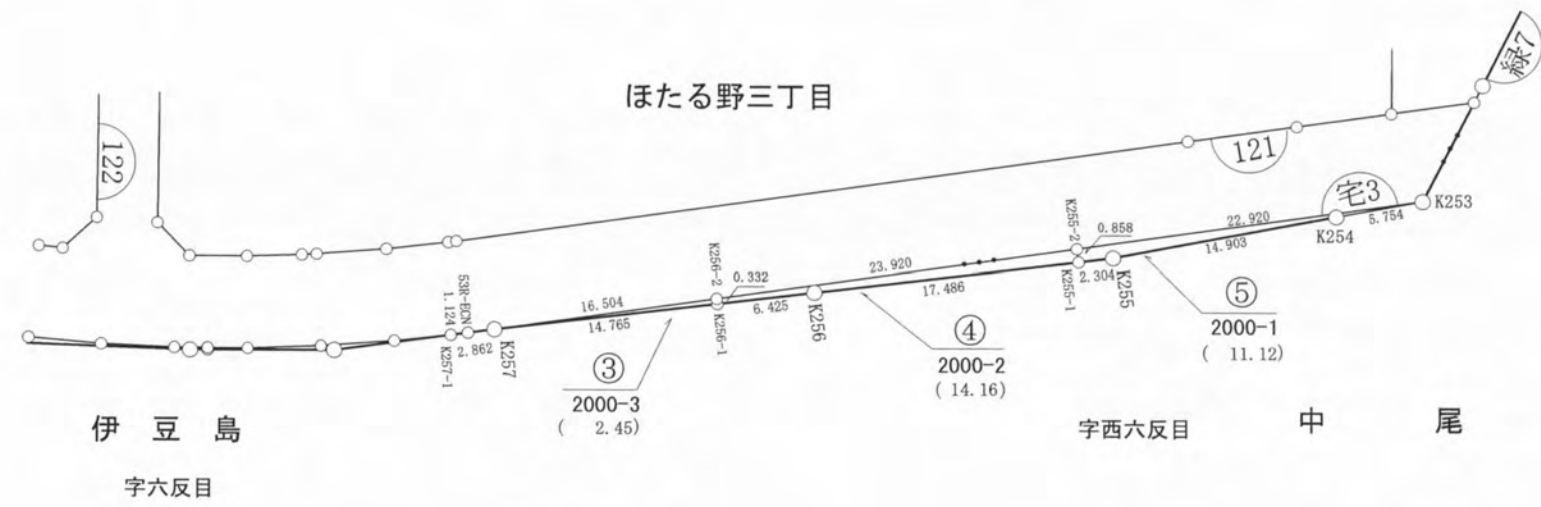 ほたる野三丁目
緑7
122
121
宅3
K253
5.754
K254
22.920
14.903
K255-2
0.858
K255-1
2.304
K255
23.920
17.486
K256-2
0.332
K256-1
6.425
K256
16.504
14.765
53R-ECN
1.124
K257-1
2.862
K257
③
2000-3
( 2.45)
④
2000-2
( 14.16)
⑤
2000-1
( 11.12)
伊豆島
字六反目
字西六反目
中尾